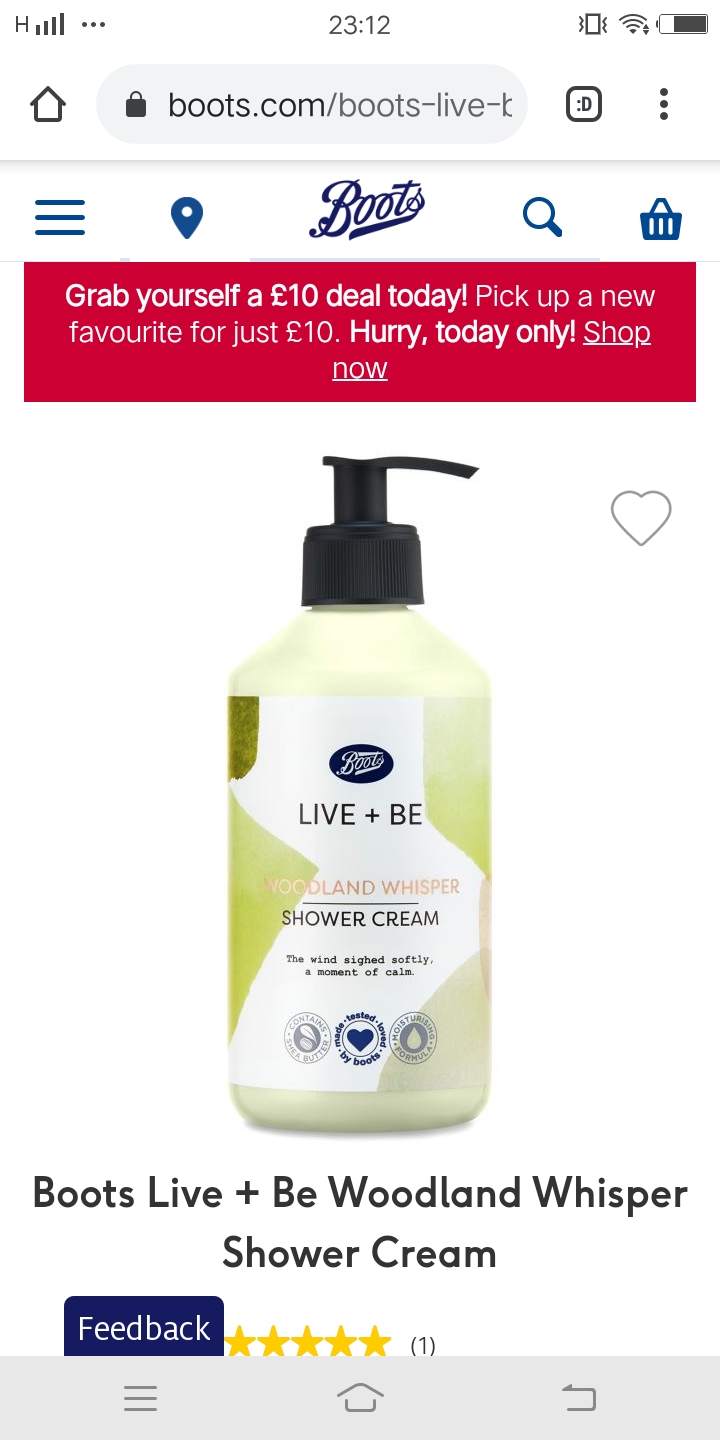 H
23:12
:D
boots.com/boots-live-b
Boots
Grab yourself a £10 deal today! Pick up a new
favourite for just £10. Hurry, today only! Shop
now
Boots
LIVE + BE
WOODLAND WHISPER
SHOWER CREAM
The wind sighed softly,
a moment of calm.
CONTAINS SHEA BUTTER
made · tested · loved · by boots
MOISTURISING FORMULA
Boots Live + Be Woodland Whisper
Shower Cream
Feedback
(1)